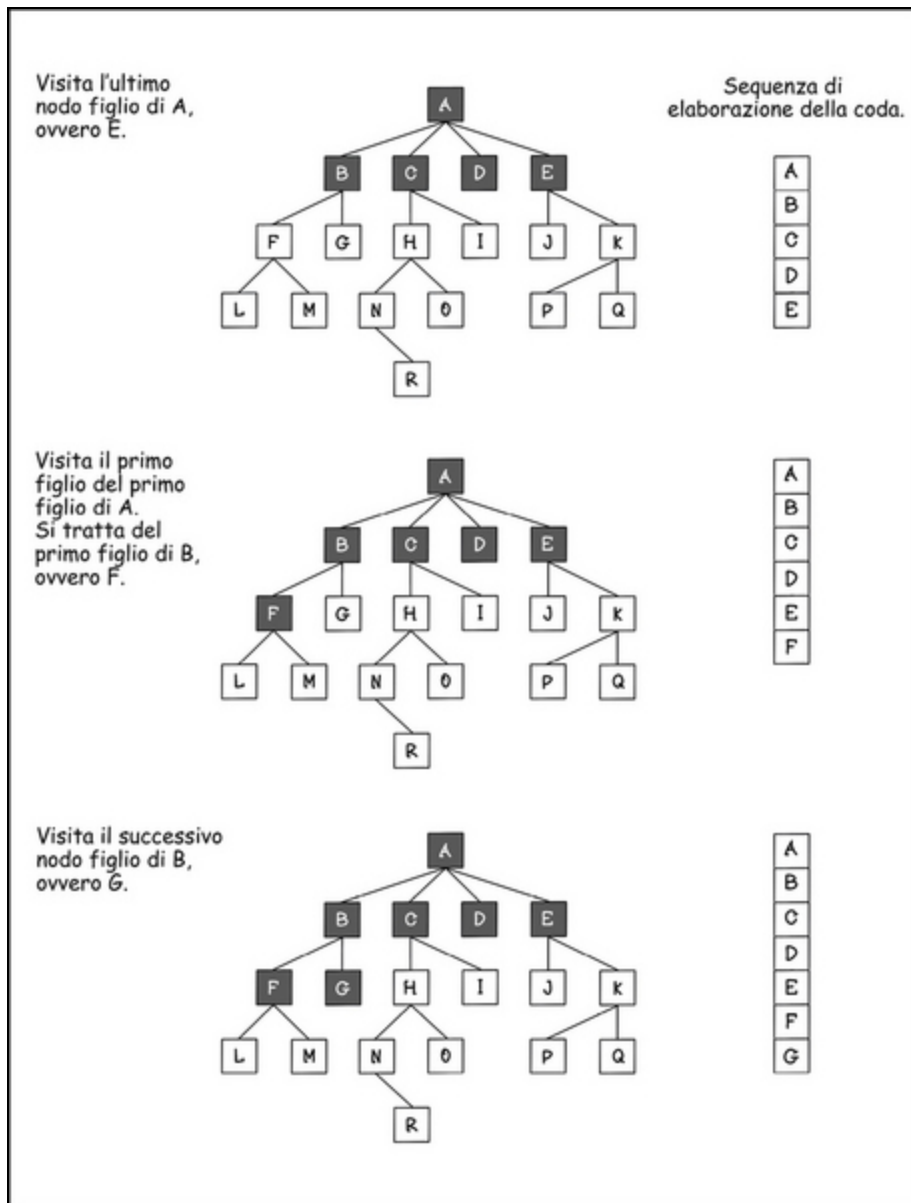 Visita l'ultimo
nodo figlio di A,
ovvero E.
Sequenza di
elaborazione della coda.
A
B C D E
F G H I J K
L M N O P Q
R
A
B
C
D
E
Visita il primo
figlio del primo
figlio di A.
Si tratta del
primo figlio di B,
ovvero F.
A
B C D E
F G H I J K
L M N O P Q
R
A
B
C
D
E
F
Visita il successivo
nodo figlio di B,
ovvero G.
A
B C D E
F G H I J K
L M N O P Q
R
A
B
C
D
E
F
G